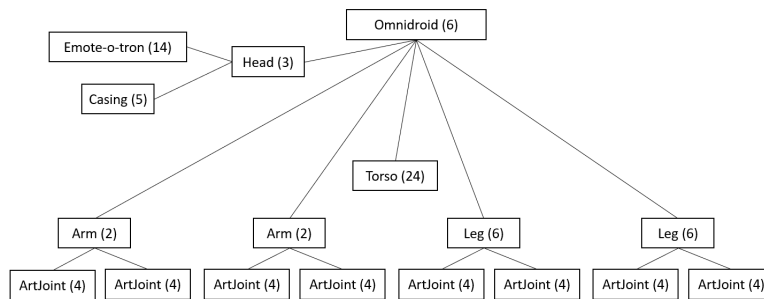 Omnidroid (6)
Emote-o-tron (14)
Head (3)
Casing (5)
Torso (24)
Arm (2)
Arm (2)
Leg (6)
Leg (6)
ArtJoint (4)
ArtJoint (4)
ArtJoint (4)
ArtJoint (4)
ArtJoint (4)
ArtJoint (4)
ArtJoint (4)
ArtJoint (4)